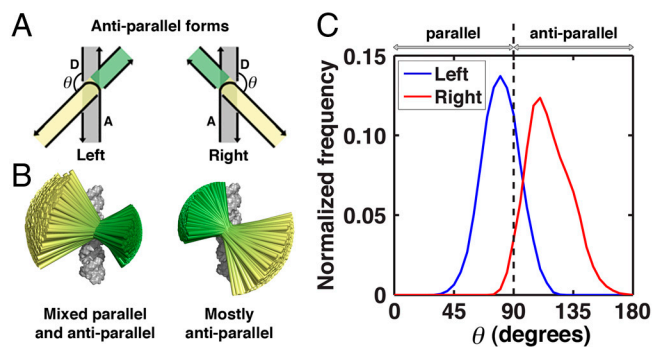 A
Anti-parallel forms
D
θ
A
Left
D
θ
A
Right
B
Mixed parallel
and anti-parallel
Mostly
anti-parallel
C
parallel
anti-parallel
Left
Right
Normalized frequency
0.15
0.10
0.05
0
0
45
90
135
180
θ (degrees)